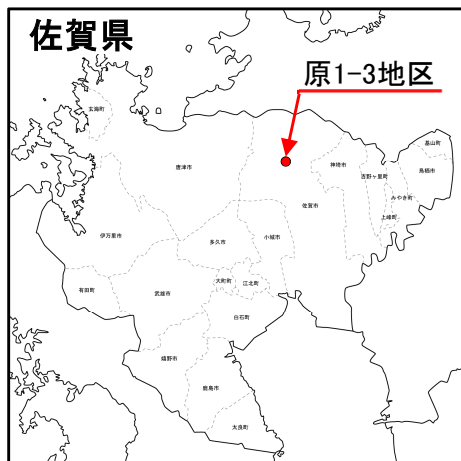 佐賀県
原1-3地区
玄海町
唐津市
伊万里市
有田町
武雄市
多久市
小城市
佐賀市
神埼市
吉野ヶ里町
基山町
鳥栖市
みやき町
上峰町
大町町
江北町
白石町
嬉野市
鹿島市
太良町